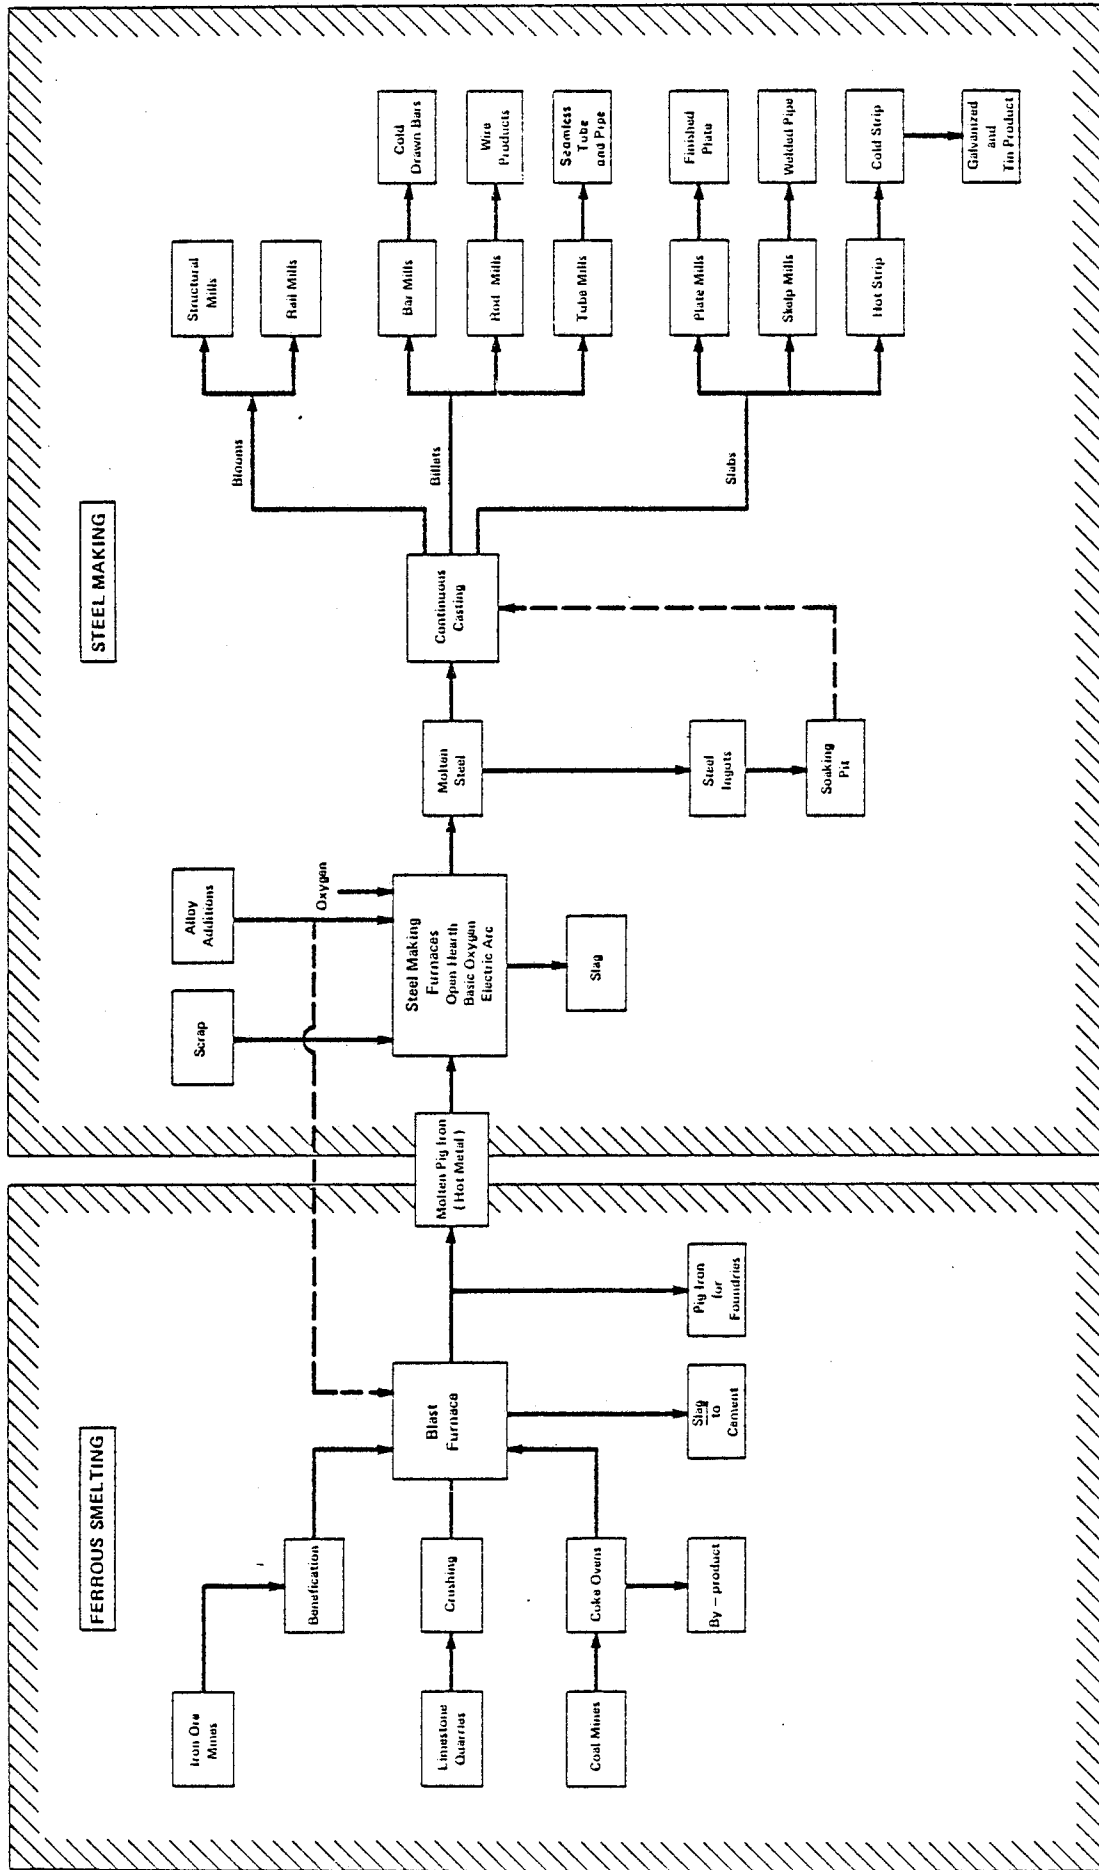 FERROUS SMELTING
Iron Ore
Mines
Benefication
Limestone
Quarries
Crushing
Coal Mines
Coke Ovens
By - product
Blast
Furnace
Slag
to
Cement
Pig Iron
for
Foundries
Molten Pig Iron
(Hot Metal)
STEEL MAKING
Scrap
Alloy
Additions
Oxygen
Steel Making
Furnaces
Open Hearth
Basic Oxygen
Electric Arc
Slag
Molten
Steel
Steel
Ingots
Soaking
Pit
Continuous
Casting
Blooms
Billets
Slabs
Structural
Mills
Rail Mills
Bar Mills
Cold
Drawn Bars
Rod Mills
Wire
Products
Tube Mills
Seamless
Tube
and Pipe
Plate Mills
Finished
Plate
Skelp Mills
Welded Pipe
Hot Strip
Cold Strip
Galvanized
and
Tin Product